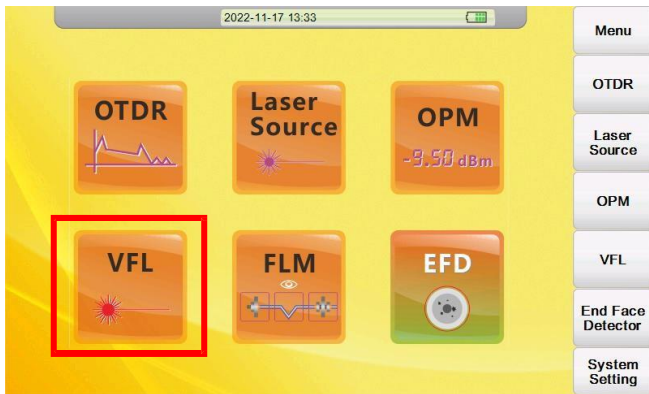 2022-11-17 13:33
OTDR
Laser
Source
OPM
-9.50 dBm
VFL
FLM
EFD
Menu
OTDR
Laser
Source
OPM
VFL
End Face
Detector
System
Setting